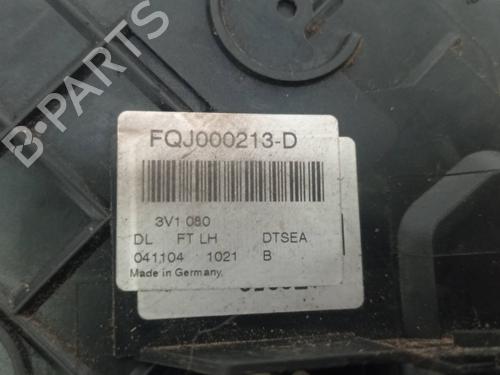 B-PARTS
FQJ000213-D
3V1 080
DL FT LH DTSEA
041104 1021 B
Made in Germany.